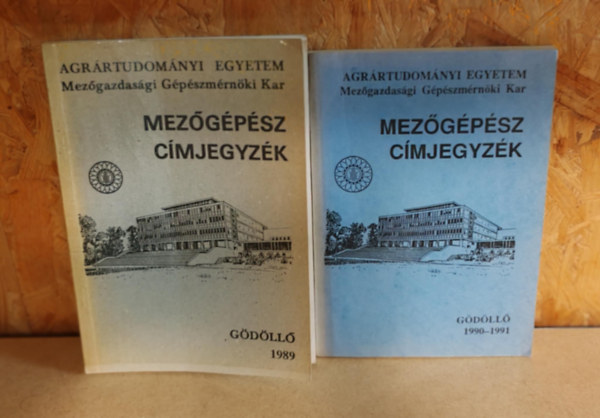 AGRÁRTUDOMÁNYI EGYETEM
Mezőgazdasági Gépészmérnöki Kar
MEZŐGÉPÉSZ
CÍMJEGYZÉK
GÖDÖLLŐ
1989
AGRÁRTUDOMÁNYI EGYETEM
Mezőgazdasági Gépészmérnöki Kar
MEZŐGÉPÉSZ
CÍMJEGYZÉK
GÖDÖLLŐ
1990-1991